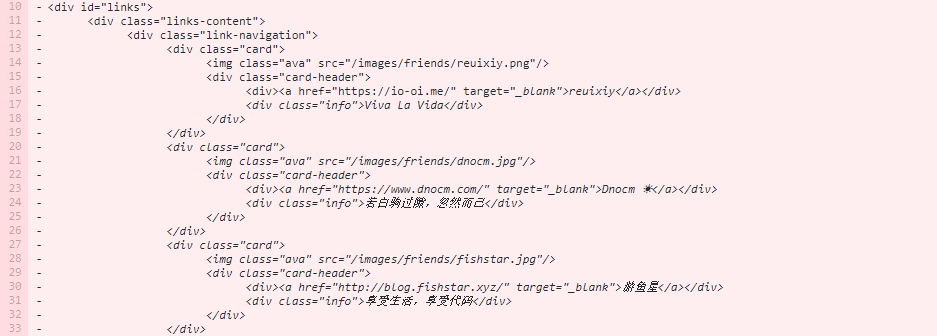 10 - <div id="links">
11 - <div class="links-content">
12 - <div class="link-navigation">
13 - <div class="card">
14 - <img class="ava" src="/images/friends/reuixiy.png"/>
15 - <div class="card-header">
16 - <div><a href="https://io-oi.me/" target="_blank">reuixiy</a></div>
17 - <div class="info">Viva La Vida</div>
18 - </div>
19 - </div>
20 - <div class="card">
21 - <img class="ava" src="/images/friends/dnocm.jpg"/>
22 - <div class="card-header">
23 - <div><a href="https://www.dnocm.com/" target="_blank">Dnocm ☀</a></div>
24 - <div class="info">若白驹过隙，忽然而已</div>
25 - </div>
26 - </div>
27 - <div class="card">
28 - <img class="ava" src="/images/friends/fishstar.jpg"/>
29 - <div class="card-header">
30 - <div><a href="http://blog.fishstar.xyz/" target="_blank">游鱼星</a></div>
31 - <div class="info">享受生活，享受代码</div>
32 - </div>
33 - </div>